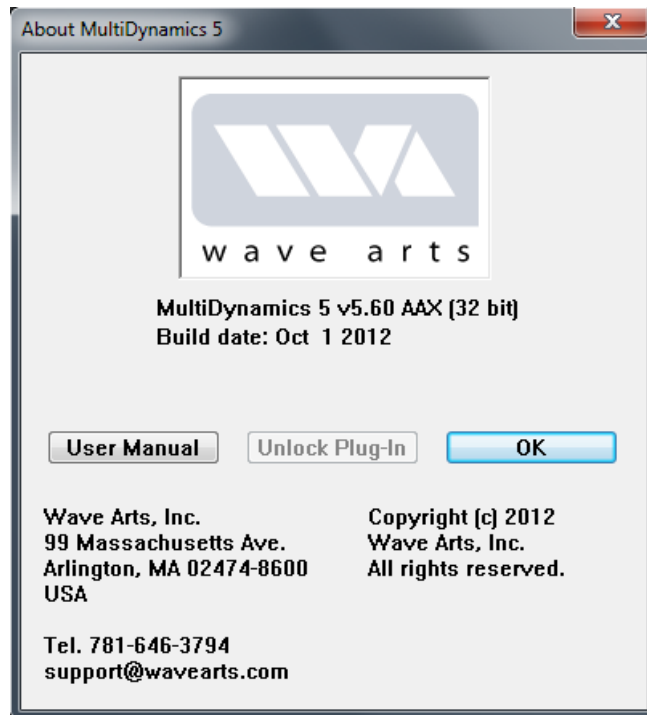 About MultiDynamics 5
wave arts
MultiDynamics 5 v5.60 AAX (32 bit)
Build date: Oct  1 2012
User Manual
Unlock Plug-In
OK
Wave Arts, Inc.
99 Massachusetts Ave.
Arlington, MA 02474-8600
USA
Tel. 781-646-3794
support@wavearts.com
Copyright (c) 2012
Wave Arts, Inc.
All rights reserved.